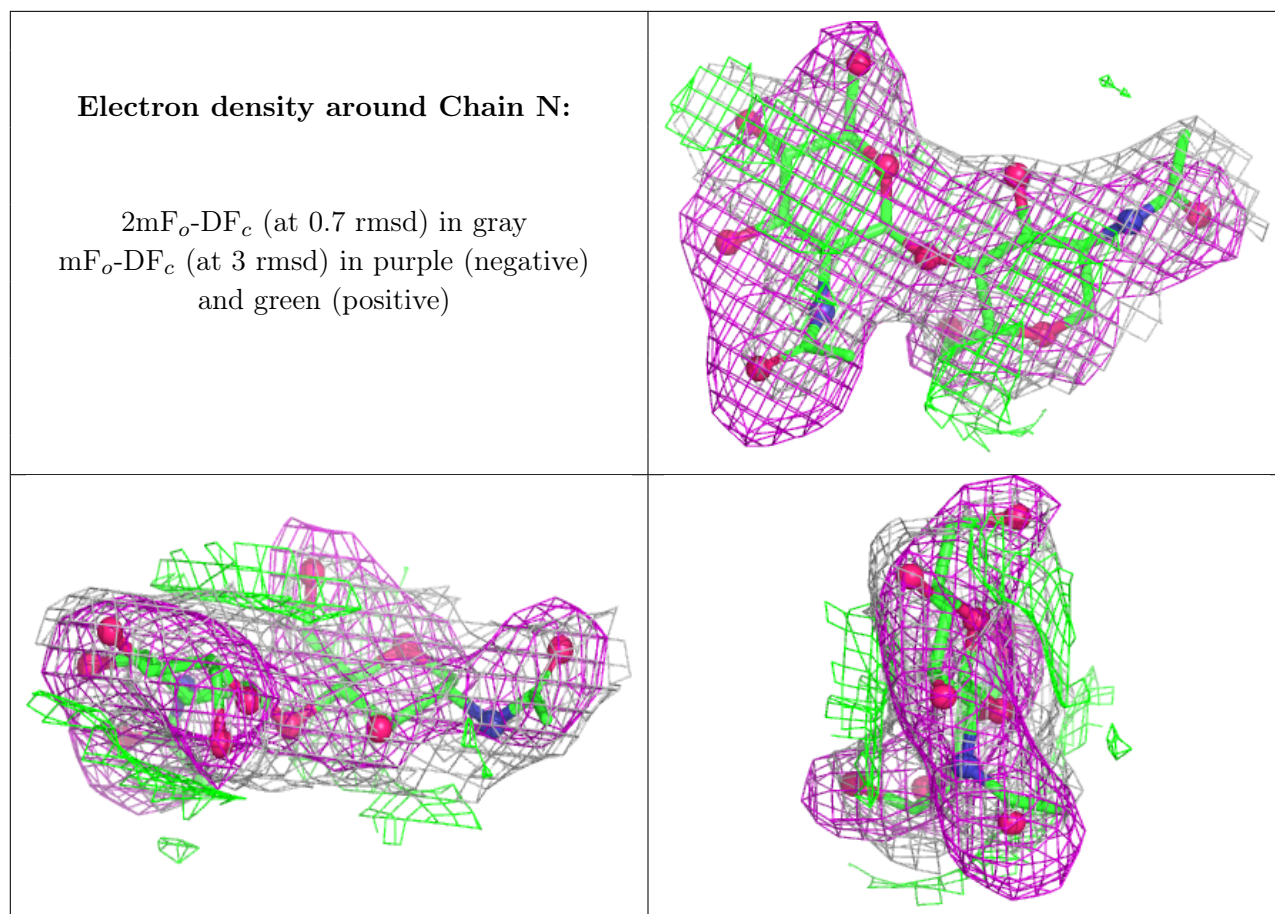 Electron density around Chain N:
2mFo-DFc (at 0.7 rmsd) in gray
mFo-DFc (at 3 rmsd) in purple (negative)
and green (positive)